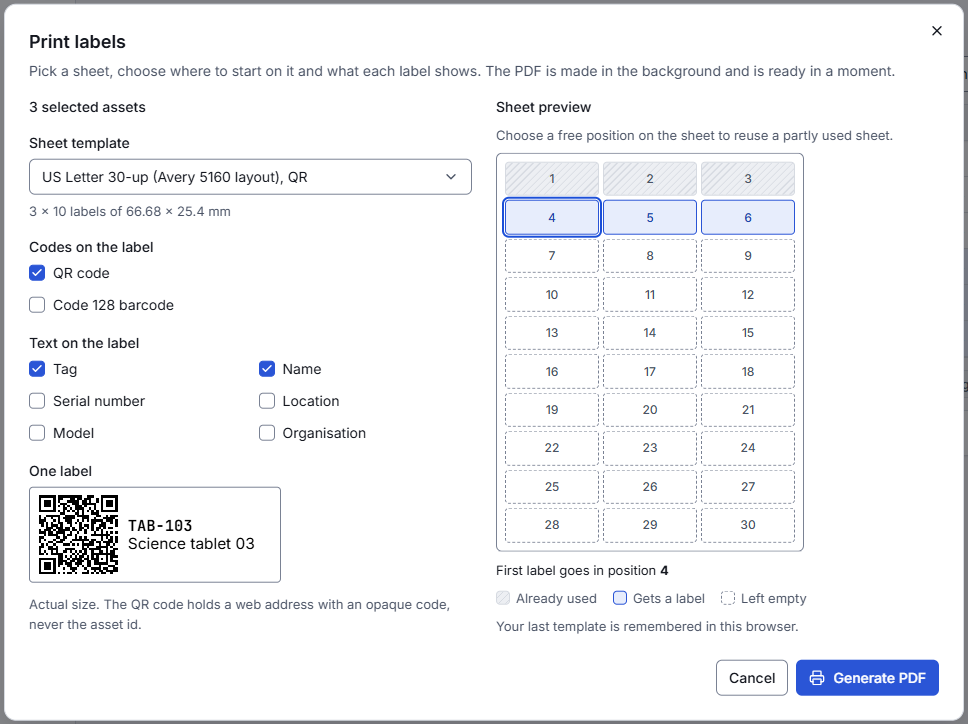 Print labels
Pick a sheet, choose where to start on it and what each label shows. The PDF is made in the background and is ready in a moment.
3 selected assets
Sheet template
US Letter 30-up (Avery 5160 layout), QR
3 × 10 labels of 66.68 × 25.4 mm
Codes on the label
QR code
Code 128 barcode
Text on the label
Tag
Name
Serial number
Location
Model
Organisation
One label
TAB-103
Science tablet 03
Actual size. The QR code holds a web address with an opaque code,
never the asset id.
Sheet preview
Choose a free position on the sheet to reuse a partly used sheet.
1 2 3
4 5 6
7 8 9
10 11 12
13 14 15
16 17 18
19 20 21
22 23 24
25 26 27
28 29 30
First label goes in position 4
Already used Gets a label Left empty
Your last template is remembered in this browser.
Cancel Generate PDF